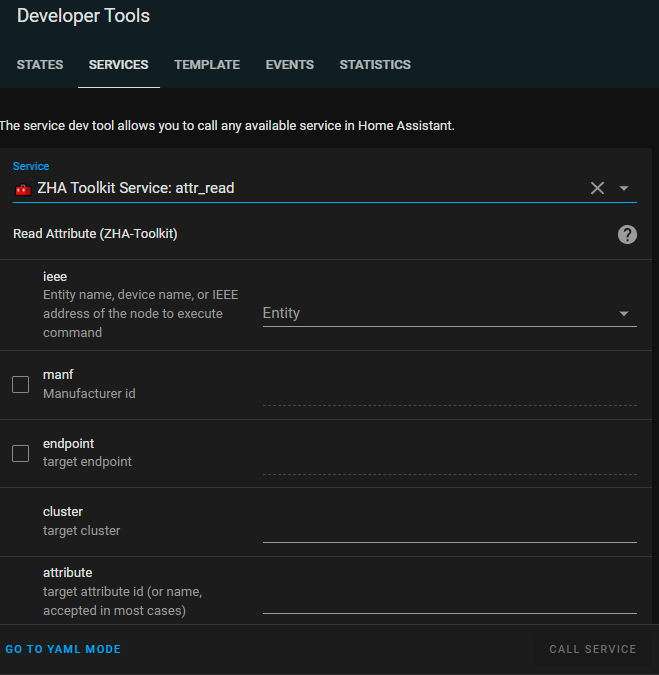 Developer Tools
STATES SERVICES TEMPLATE EVENTS STATISTICS
The service dev tool allows you to call any available service in Home Assistant.
Service
ZHA Toolkit Service: attr_read
Read Attribute (ZHA-Toolkit)
ieee
Entity name, device name, or IEEE
address of the node to execute
command
Entity
manf
Manufacturer id
endpoint
target endpoint
cluster
target cluster
attribute
target attribute id (or name,
accepted in most cases)
GO TO YAML MODE
CALL SERVICE